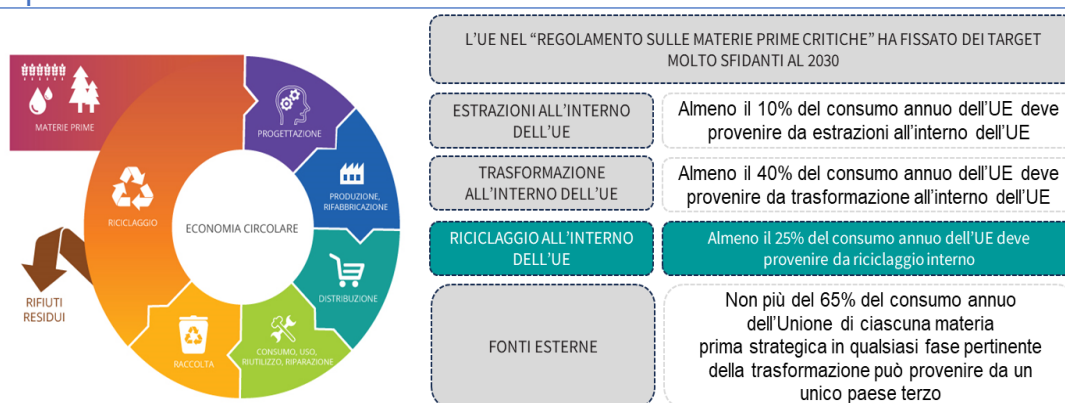 MATERIE PRIME
PROGETTAZIONE
PRODUZIONE,
RIFABBRICAZIONE
DISTRIBUZIONE
CONSUMO, USO,
RIUTILIZZO, RIPARAZIONE
RACCOLTA
RICICLAGGIO
ECONOMIA CIRCOLARE
RIFIUTI
RESIDUI
L'UE NEL “REGOLAMENTO SULLE MATERIE PRIME CRITICHE” HA FISSATO DEI TARGET
MOLTO SFIDANTI AL 2030
ESTRAZIONI ALL'INTERNO
DELL'UE
Almeno il 10% del consumo annuo dell'UE deve
provenire da estrazioni all'interno dell'UE
TRASFORMAZIONE
ALL'INTERNO DELL'UE
Almeno il 40% del consumo annuo dell'UE deve
provenire da trasformazione all'interno dell'UE
RICICLAGGIO ALL'INTERNO
DELL'UE
Almeno il 25% del consumo annuo dell'UE deve
provenire da riciclaggio interno
FONTI ESTERNE
Non più del 65% del consumo annuo
dell'Unione di ciascuna materia
prima strategica in qualsiasi fase pertinente
della trasformazione può provenire da un
unico paese terzo